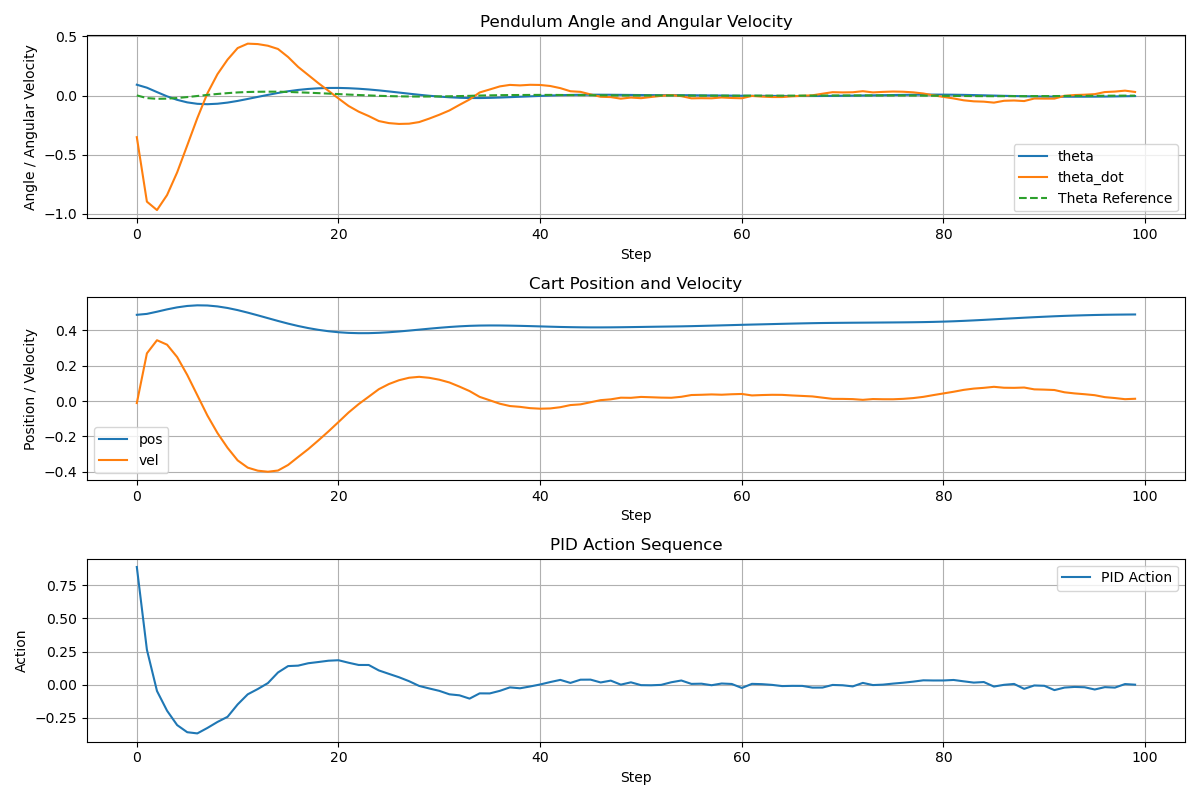 Pendulum Angle and Angular Velocity
Angle / Angular Velocity
0.5
0.0
−0.5
−1.0
theta
theta_dot
Theta Reference
0
20
40
60
80
100
Step
Cart Position and Velocity
Position / Velocity
0.4
0.2
0.0
−0.2
−0.4
pos
vel
0
20
40
60
80
100
Step
PID Action Sequence
Action
0.75
0.50
0.25
0.00
−0.25
PID Action
0
20
40
60
80
100
Step